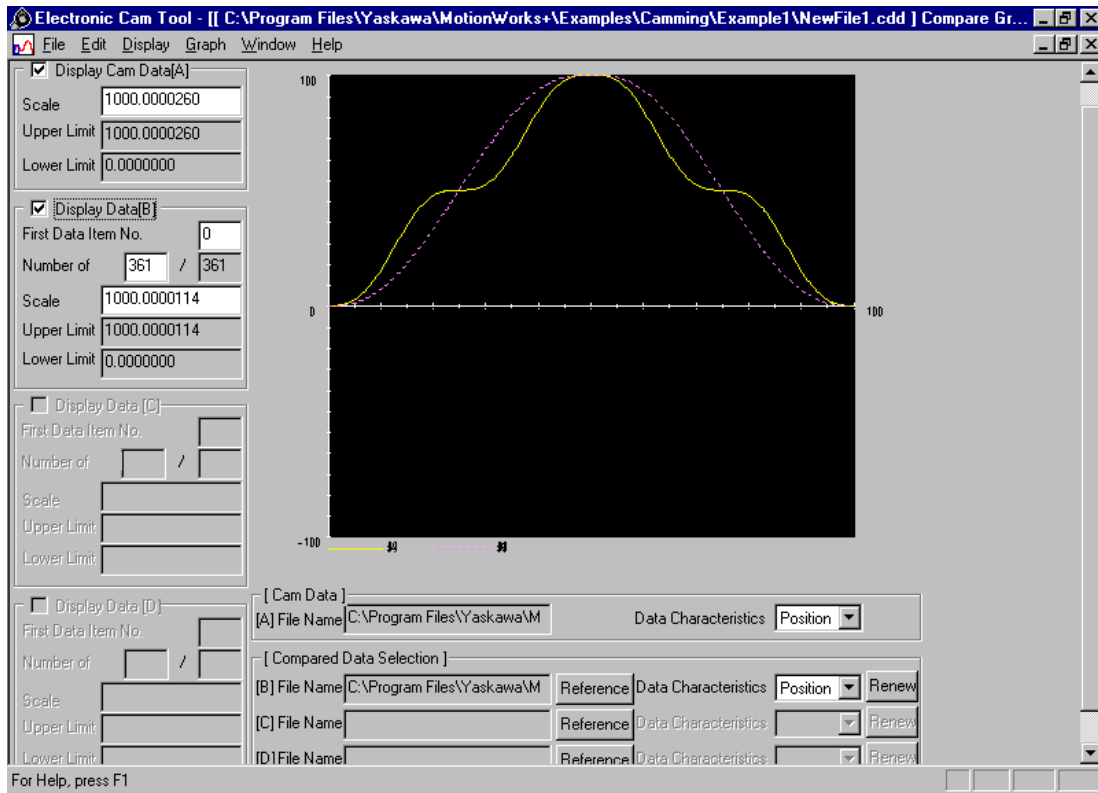 Electronic Cam Tool - [[ C:\Program Files\Yaskawa\MotionWorks+\Examples\Camming\Example1\NewFile1.cdd ] Compare Gr...
File Edit Display Graph Window Help
Display Cam Data[A]
Scale 1000.0000260
Upper Limit 1000.0000260
Lower Limit 0.0000000
Display Data[B]
First Data Item No. 0
Number of 361 / 361
Scale 1000.0000114
Upper Limit 1000.0000114
Lower Limit 0.0000000
Display Data [C]
First Data Item No.
Number of /
Scale
Upper Limit
Lower Limit
Display Data [D]
First Data Item No.
Number of /
Scale
Upper Limit
Lower Limit
100
0
100
-100
[ Cam Data ]
[A] File Name C:\Program Files\Yaskawa\M Data Characteristics Position
[ Compared Data Selection ]
[B] File Name C:\Program Files\Yaskawa\M Reference Data Characteristics Position Renew
[C] File Name Reference Data Characteristics Renew
[D] File Name Reference Data Characteristics Renew
For Help, press F1